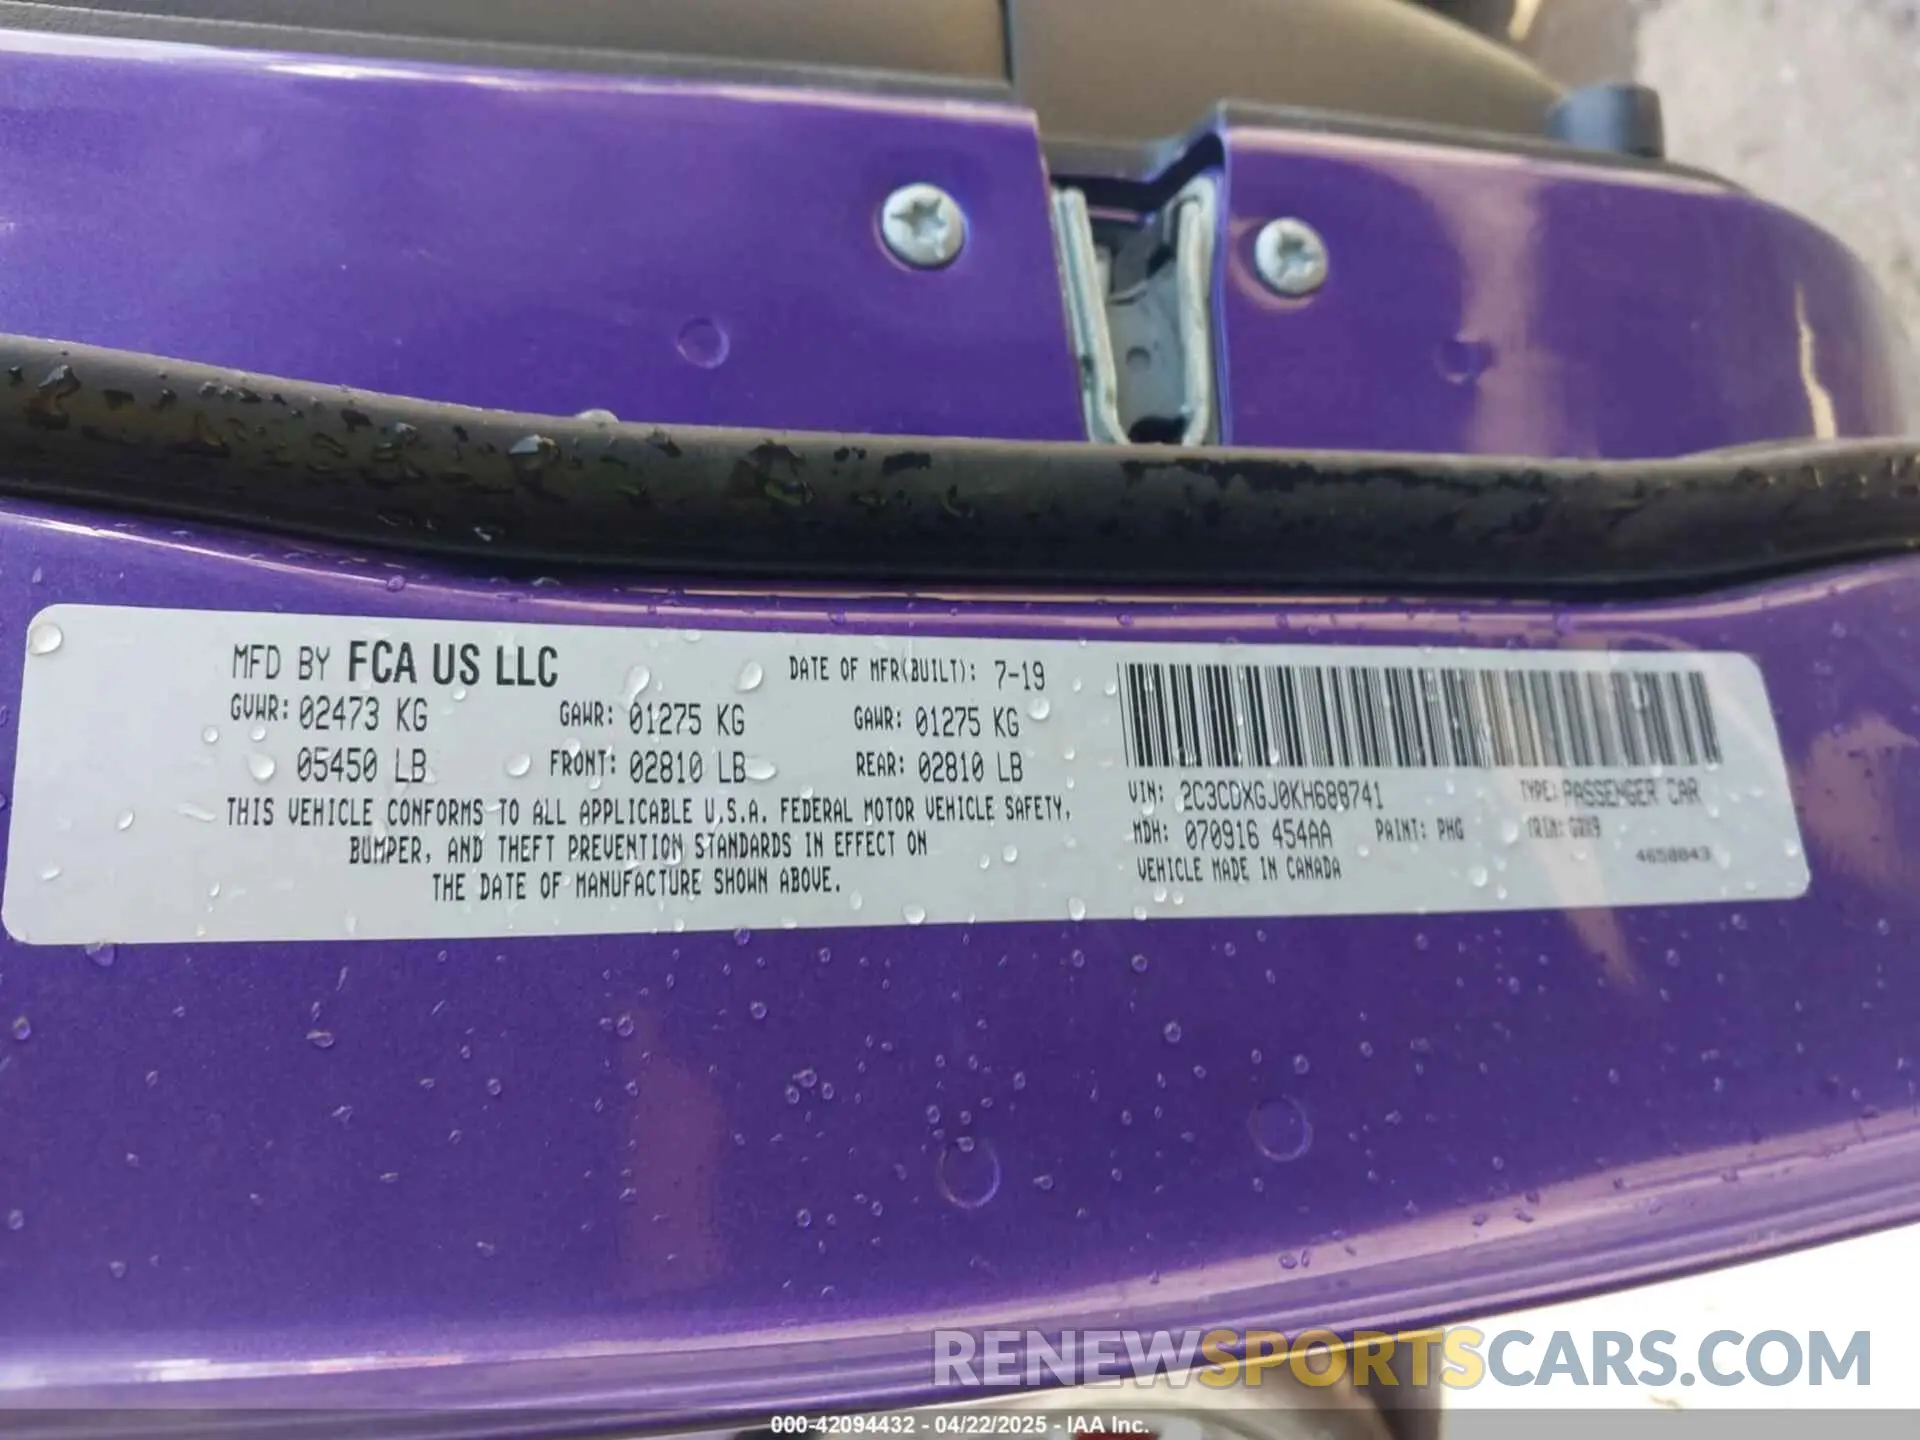 MFD BY FCA US LLC DATE OF MFR(BUILT): 7-19
GVWR: 02473 KG GAWR: 01275 KG GAWR: 01275 KG
05450 LB FRONT: 02810 LB REAR: 02810 LB
THIS VEHICLE CONFORMS TO ALL APPLICABLE U.S.A. FEDERAL MOTOR VEHICLE SAFETY,
BUMPER, AND THEFT PREVENTION STANDARDS IN EFFECT ON
THE DATE OF MANUFACTURE SHOWN ABOVE.
VIN: 2C3CDXGJ0KH688741 TYPE: PASSENGER CAR
MDH: 070916 454AA PAINT: PHG TRIM:
VEHICLE MADE IN CANADA 4658843
RENEWSPORTSCARS.COM
000-42094432 - 04/22/2025 - IAA Inc.